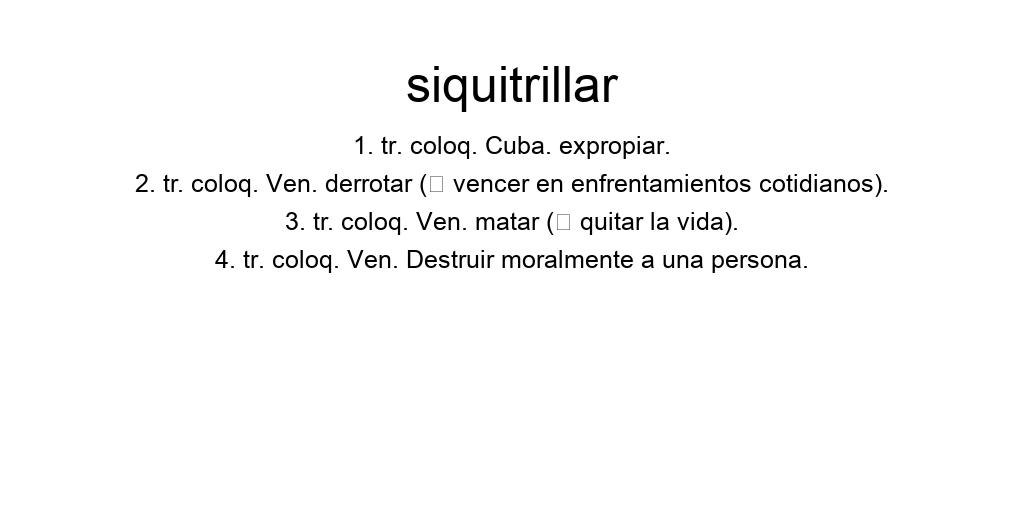 siquitrillar
1. tr. coloq. Cuba. expropiar.
2. tr. coloq. Ven. derrotar (□ vencer en enfrentamientos cotidianos).
3. tr. coloq. Ven. matar (□ quitar la vida).
4. tr. coloq. Ven. Destruir moralmente a una persona.